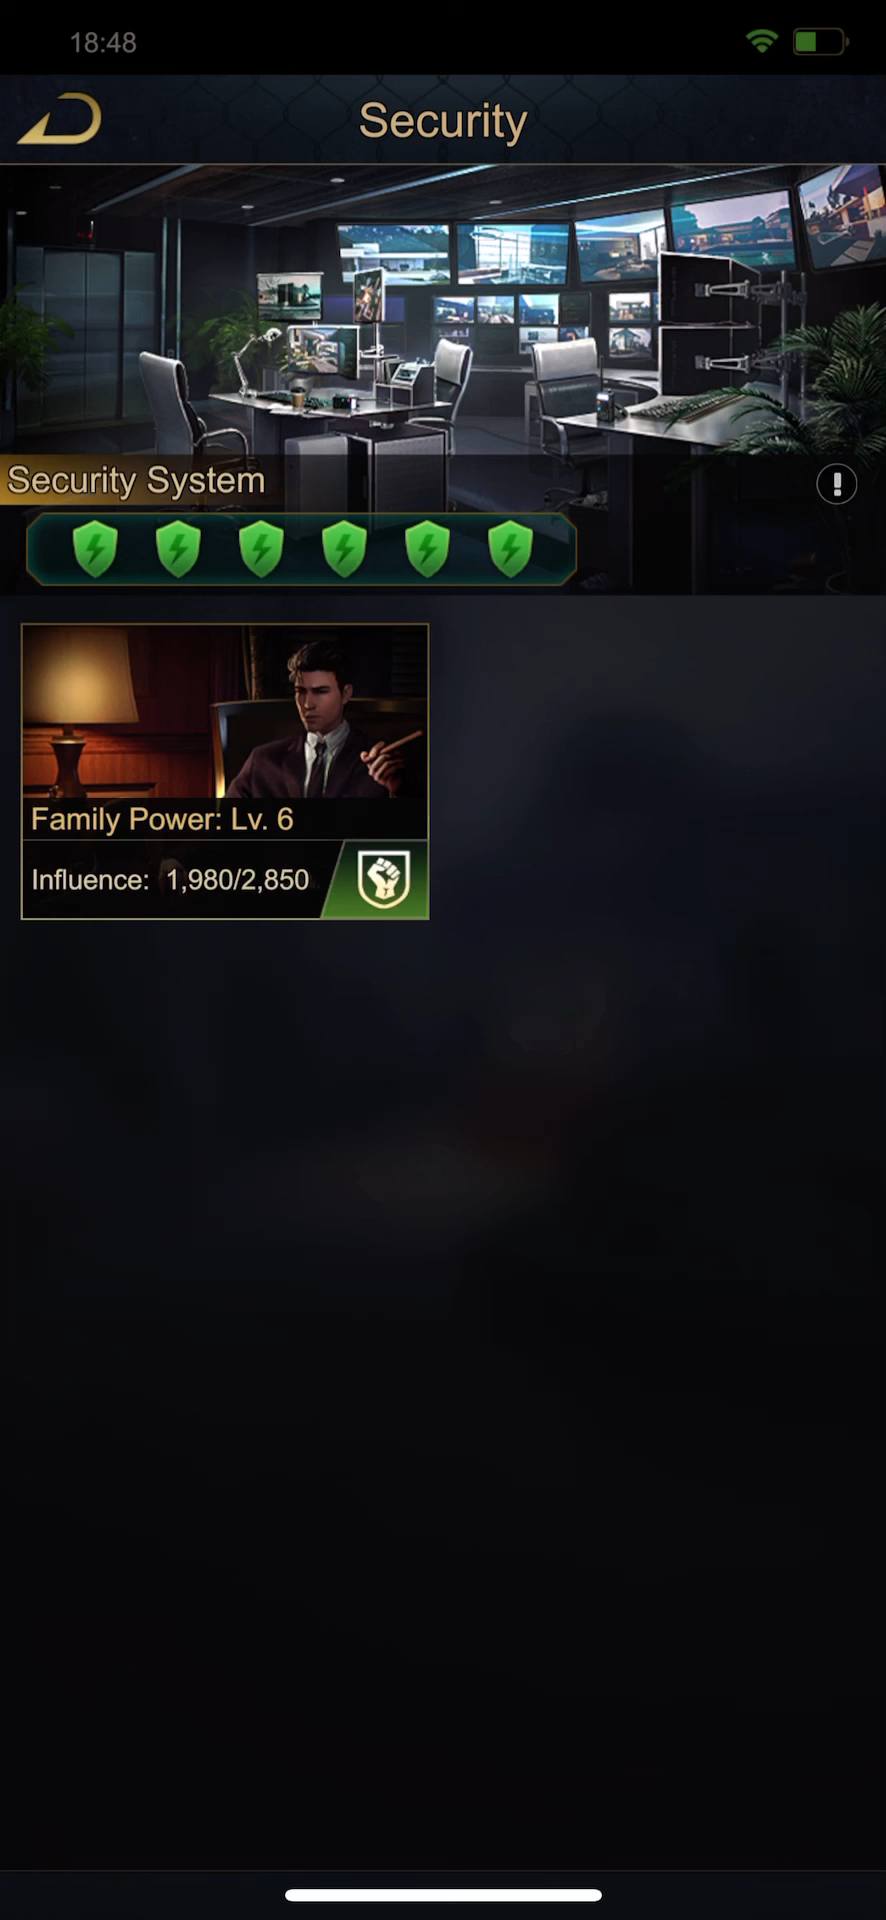 18:48
Security
Security System
Family Power: Lv. 6
Influence: 1,980/2,850